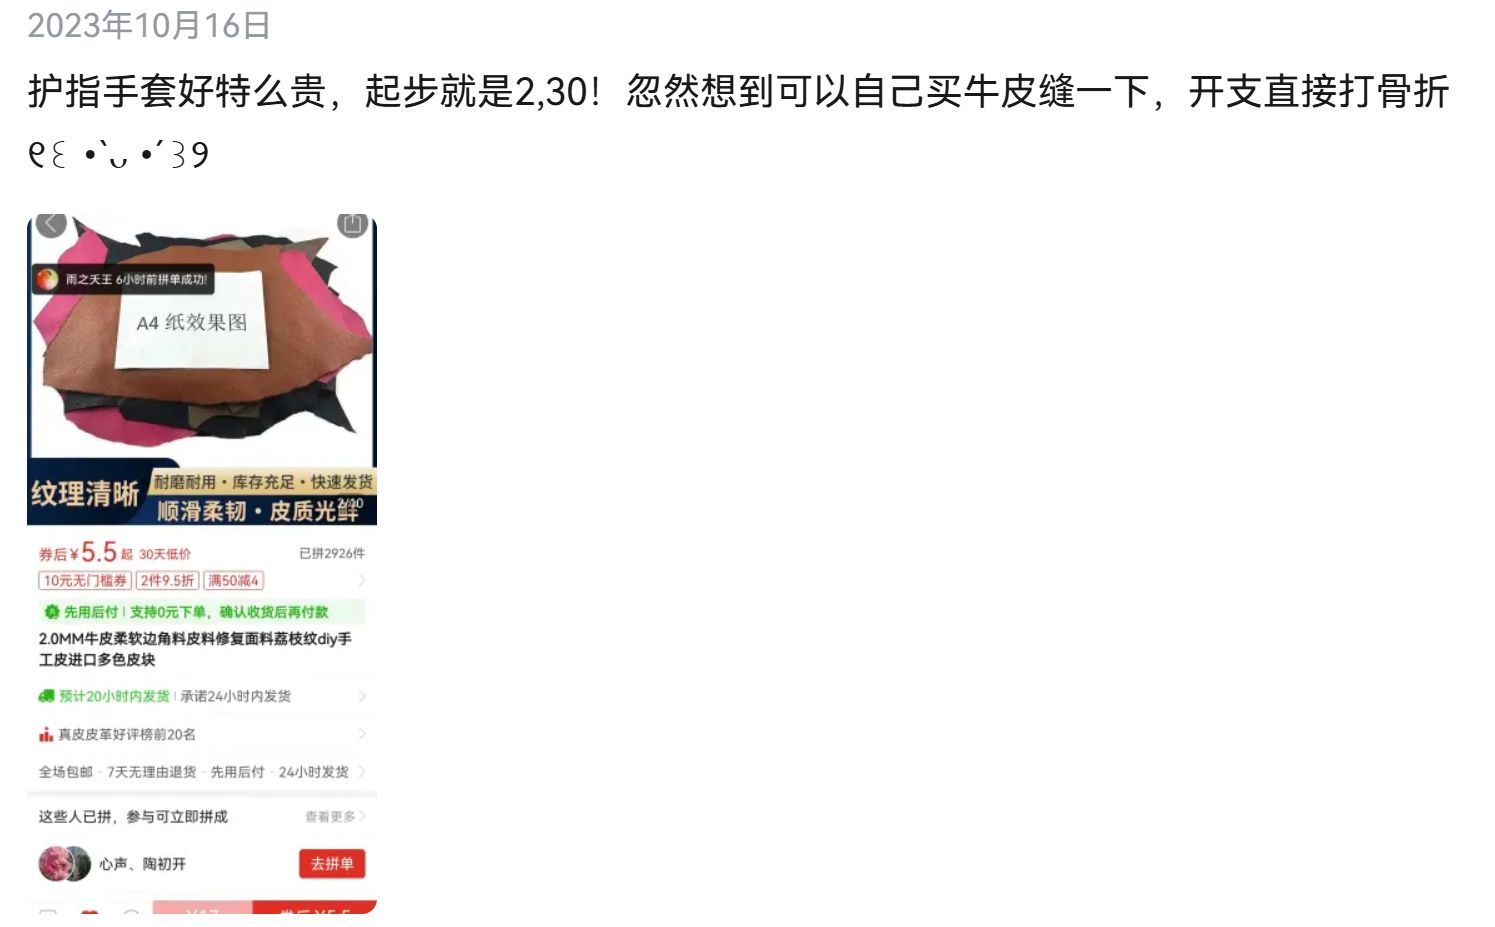 2023年10月16日
护指手套好特么贵，起步就是2,30！忽然想到可以自己买牛皮缝一下，开支直接打骨折
୧꒰•̀ᴗ•́꒱୨
雨之天王 6小时前拼单成功!
A4 纸效果图
纹理清晰
耐磨耐用·库存充足·快速发货
2/10
顺滑柔韧·皮质光鲜
券后¥5.5起 30天低价 已拼2926件
10元无门槛券 2件9.5折 满50减4
先用后付 | 支持0元下单，确认收货后再付款
2.0MM牛皮柔软边角料皮料修复面料荔枝纹diy手
工皮进口多色皮块
预计20小时内发货 | 承诺24小时内发货
真皮皮革好评榜前20名
全场包邮 · 7天无理由退货 · 先用后付 · 24小时发货
这些人已拼，参与可立即拼成 查看更多
心声、陶初开 去拼单